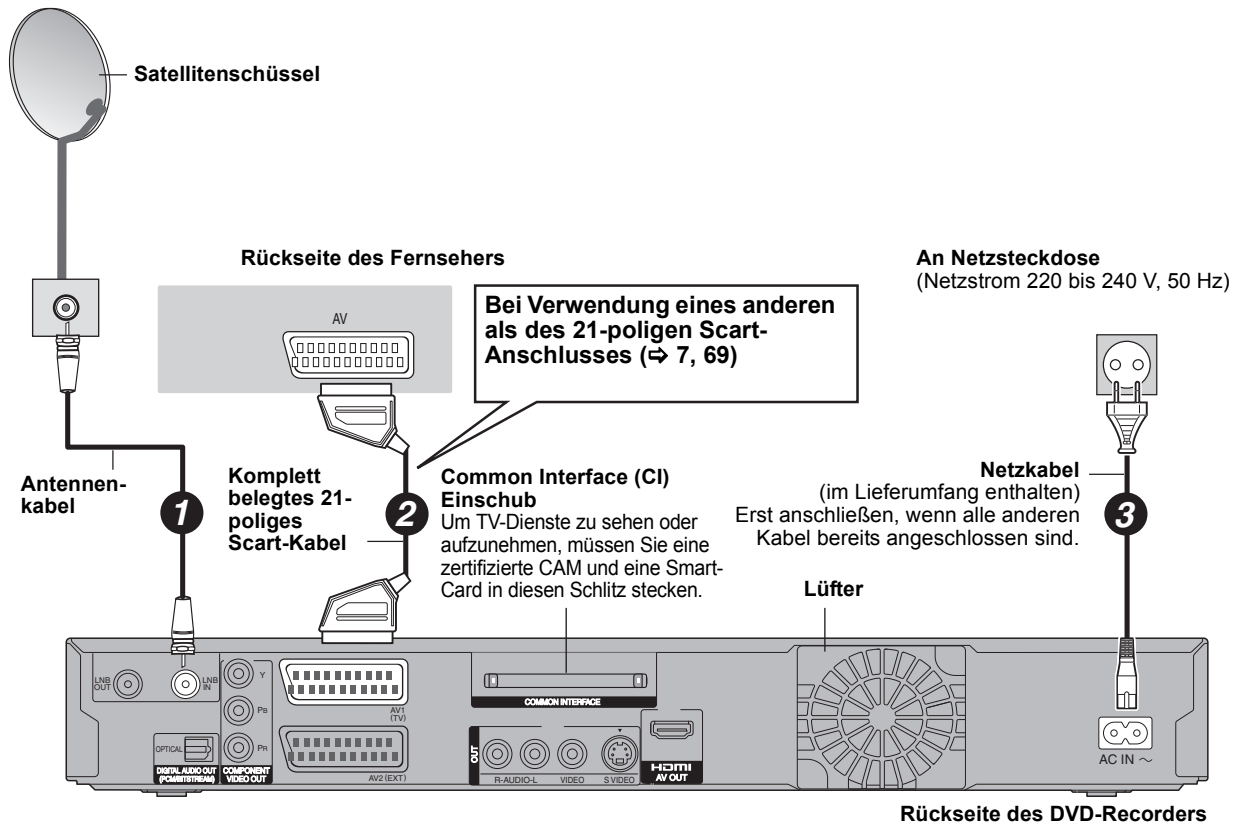 Satellitenschüssel
Rückseite des Fernsehers
AV
Bei Verwendung eines anderen
als des 21-poligen Scart-
Anschlusses (⇨ 7, 69)
An Netzsteckdose
(Netzstrom 220 bis 240 V, 50 Hz)
Antennen-
kabel
1
Komplett
belegtes 21-
poliges
Scart-Kabel
2
Common Interface (CI)
Einschub
Um TV-Dienste zu sehen oder
aufzunehmen, müssen Sie eine
zertifizierte CAM und eine Smart-
Card in diesen Schlitz stecken.
Netzkabel
(im Lieferumfang enthalten)
Erst anschließen, wenn alle anderen
Kabel bereits angeschlossen sind.
3
Lüfter
LNB
OUT
LNB
IN
Y
PB
PR
OPTICAL
DIGITAL AUDIO OUT
(PCM/BITSTREAM)
COMPONENT
VIDEO OUT
AV1
(TV)
AV2 (EXT)
COMMON INTERFACE
OUT
R-AUDIO-L
VIDEO
S VIDEO
HDMI
AV OUT
AC IN ~
Rückseite des DVD-Recorders